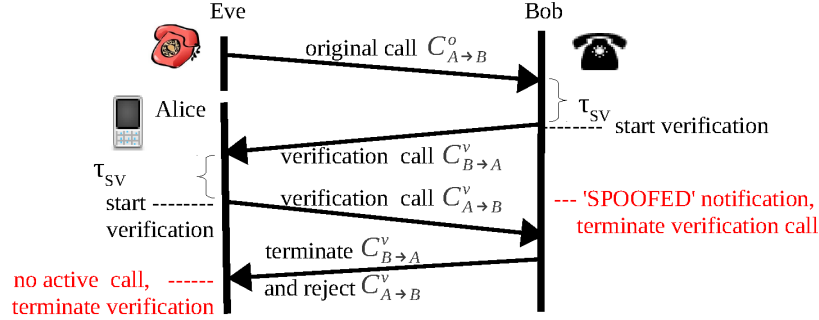 Eve
Bob
original call C^o_{A→B}
Alice
τ_SV
start verification
verification call C^v_{B→A}
τ_SV
verification call C^v_{A→B}
start
verification
--- 'SPOOFED' notification,
terminate verification call
terminate C^v_{B→A}
no active call,
and reject C^v_{A→B}
terminate verification